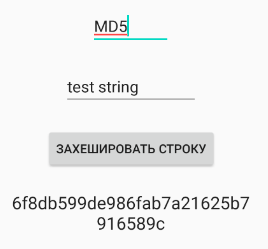 MD5
test string
ЗАХЕШИРОВАТЬ СТРОКУ
6f8db599de986fab7a21625b7
916589c